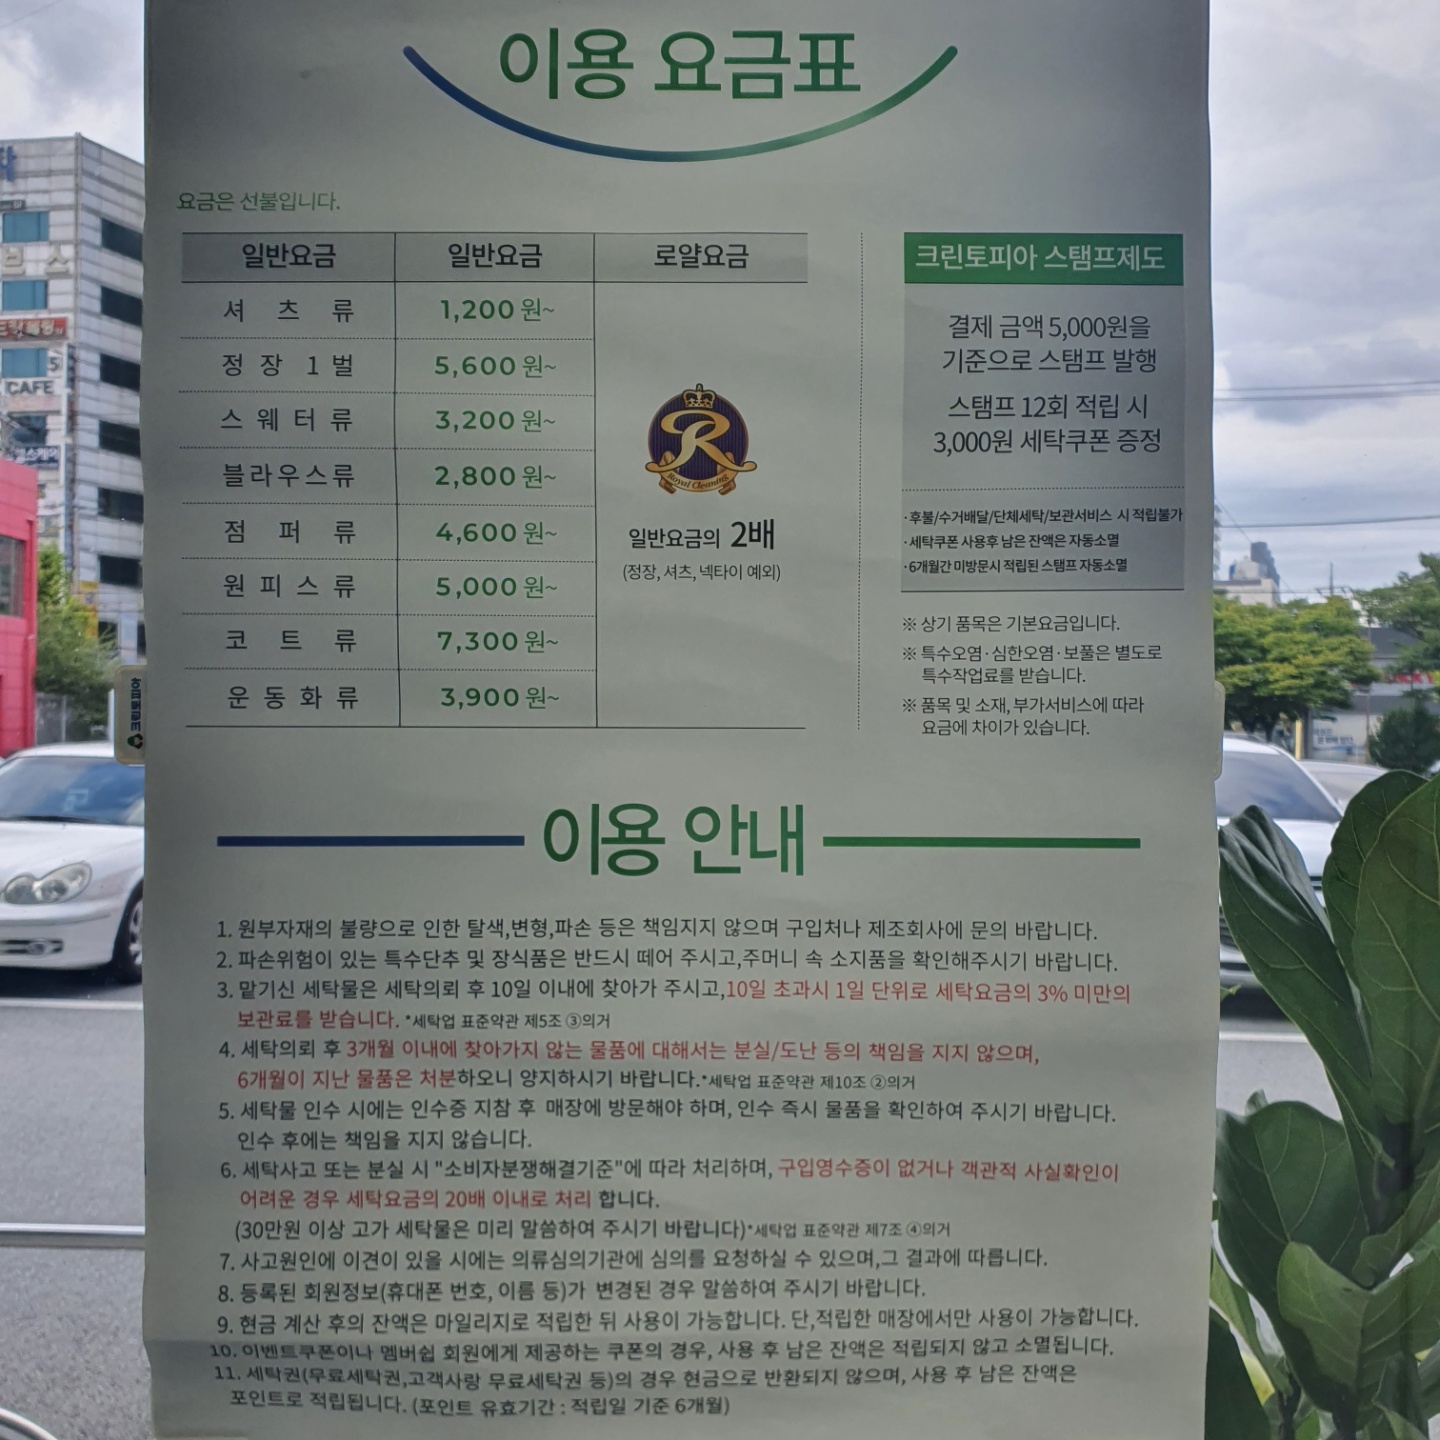 이용 요금표
요금은 선불입니다.
일반요금 일반요금 로얄요금
셔 츠 류 1,200 원~
정 장 1 벌 5,600 원~
스 웨 터 류 3,200 원~
블라우스류 2,800 원~
점 퍼 류 4,600 원~
원 피 스 류 5,000 원~
코 트 류 7,300 원~
운 동 화 류 3,900 원~
R
Royal Cleaning
일반요금의 2배
(정장, 셔츠, 넥타이 예외)
크린토피아 스탬프제도
결제 금액 5,000원을
기준으로 스탬프 발행
스탬프 12회 적립 시
3,000원 세탁쿠폰 증정
·후불/수거배달/단체세탁/보관서비스 시 적립불가
·세탁쿠폰 사용후 남은 잔액은 자동소멸
·6개월간 미방문시 적립된 스탬프 자동소멸
※ 상기 품목은 기본요금입니다.
※ 특수오염·심한오염·보풀은 별도로
특수작업료를 받습니다.
※ 품목 및 소재, 부가서비스에 따라
요금에 차이가 있습니다.
크린토피아
이용 안내
1. 원부자재의 불량으로 인한 탈색,변형,파손 등은 책임지지 않으며 구입처나 제조회사에 문의 바랍니다.
2. 파손위험이 있는 특수단추 및 장식품은 반드시 떼어 주시고,주머니 속 소지품을 확인해주시기 바랍니다.
3. 맡기신 세탁물은 세탁의뢰 후 10일 이내에 찾아가 주시고,10일 초과시 1일 단위로 세탁요금의 3% 미만의
보관료를 받습니다. *세탁업 표준약관 제5조 ③의거
4. 세탁의뢰 후 3개월 이내에 찾아가지 않는 물품에 대해서는 분실/도난 등의 책임을 지지 않으며,
6개월이 지난 물품은 처분하오니 양지하시기 바랍니다.*세탁업 표준약관 제10조 ②의거
5. 세탁물 인수 시에는 인수증 지참 후 매장에 방문해야 하며, 인수 즉시 물품을 확인하여 주시기 바랍니다.
인수 후에는 책임을 지지 않습니다.
6. 세탁사고 또는 분실 시 "소비자분쟁해결기준"에 따라 처리하며, 구입영수증이 없거나 객관적 사실확인이
어려운 경우 세탁요금의 20배 이내로 처리 합니다.
(30만원 이상 고가 세탁물은 미리 말씀하여 주시기 바랍니다)*세탁업 표준약관 제7조 ④의거
7. 사고원인에 이견이 있을 시에는 의류심의기관에 심의를 요청하실 수 있으며,그 결과에 따릅니다.
8. 등록된 회원정보(휴대폰 번호, 이름 등)가 변경된 경우 말씀하여 주시기 바랍니다.
9. 현금 계산 후의 잔액은 마일리지로 적립한 뒤 사용이 가능합니다. 단,적립한 매장에서만 사용이 가능합니다.
10. 이벤트쿠폰이나 멤버쉽 회원에게 제공하는 쿠폰의 경우, 사용 후 남은 잔액은 적립되지 않고 소멸됩니다.
11. 세탁권(무료세탁권,고객사랑 무료세탁권 등)의 경우 현금으로 반환되지 않으며, 사용 후 남은 잔액은
포인트로 적립됩니다. (포인트 유효기간 : 적립일 기준 6개월)
CAFE